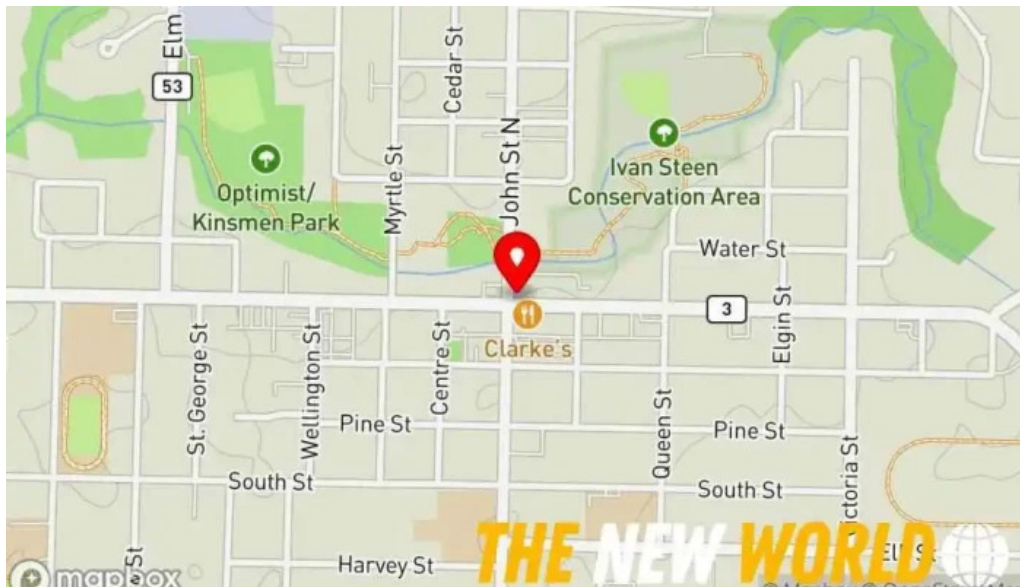 Elm
53
Cedar St
John St N
Myrtle St
Optimist/
Kinsmen Park
Ivan Steen
Conservation Area
Water St
3
Clarke's
St. George St
Wellington St
Centre St
Elgin St
Pine St
Queen St
Pine St
Victoria St
South St
South St
Harvey St
THE NEW WORLD
mapbox